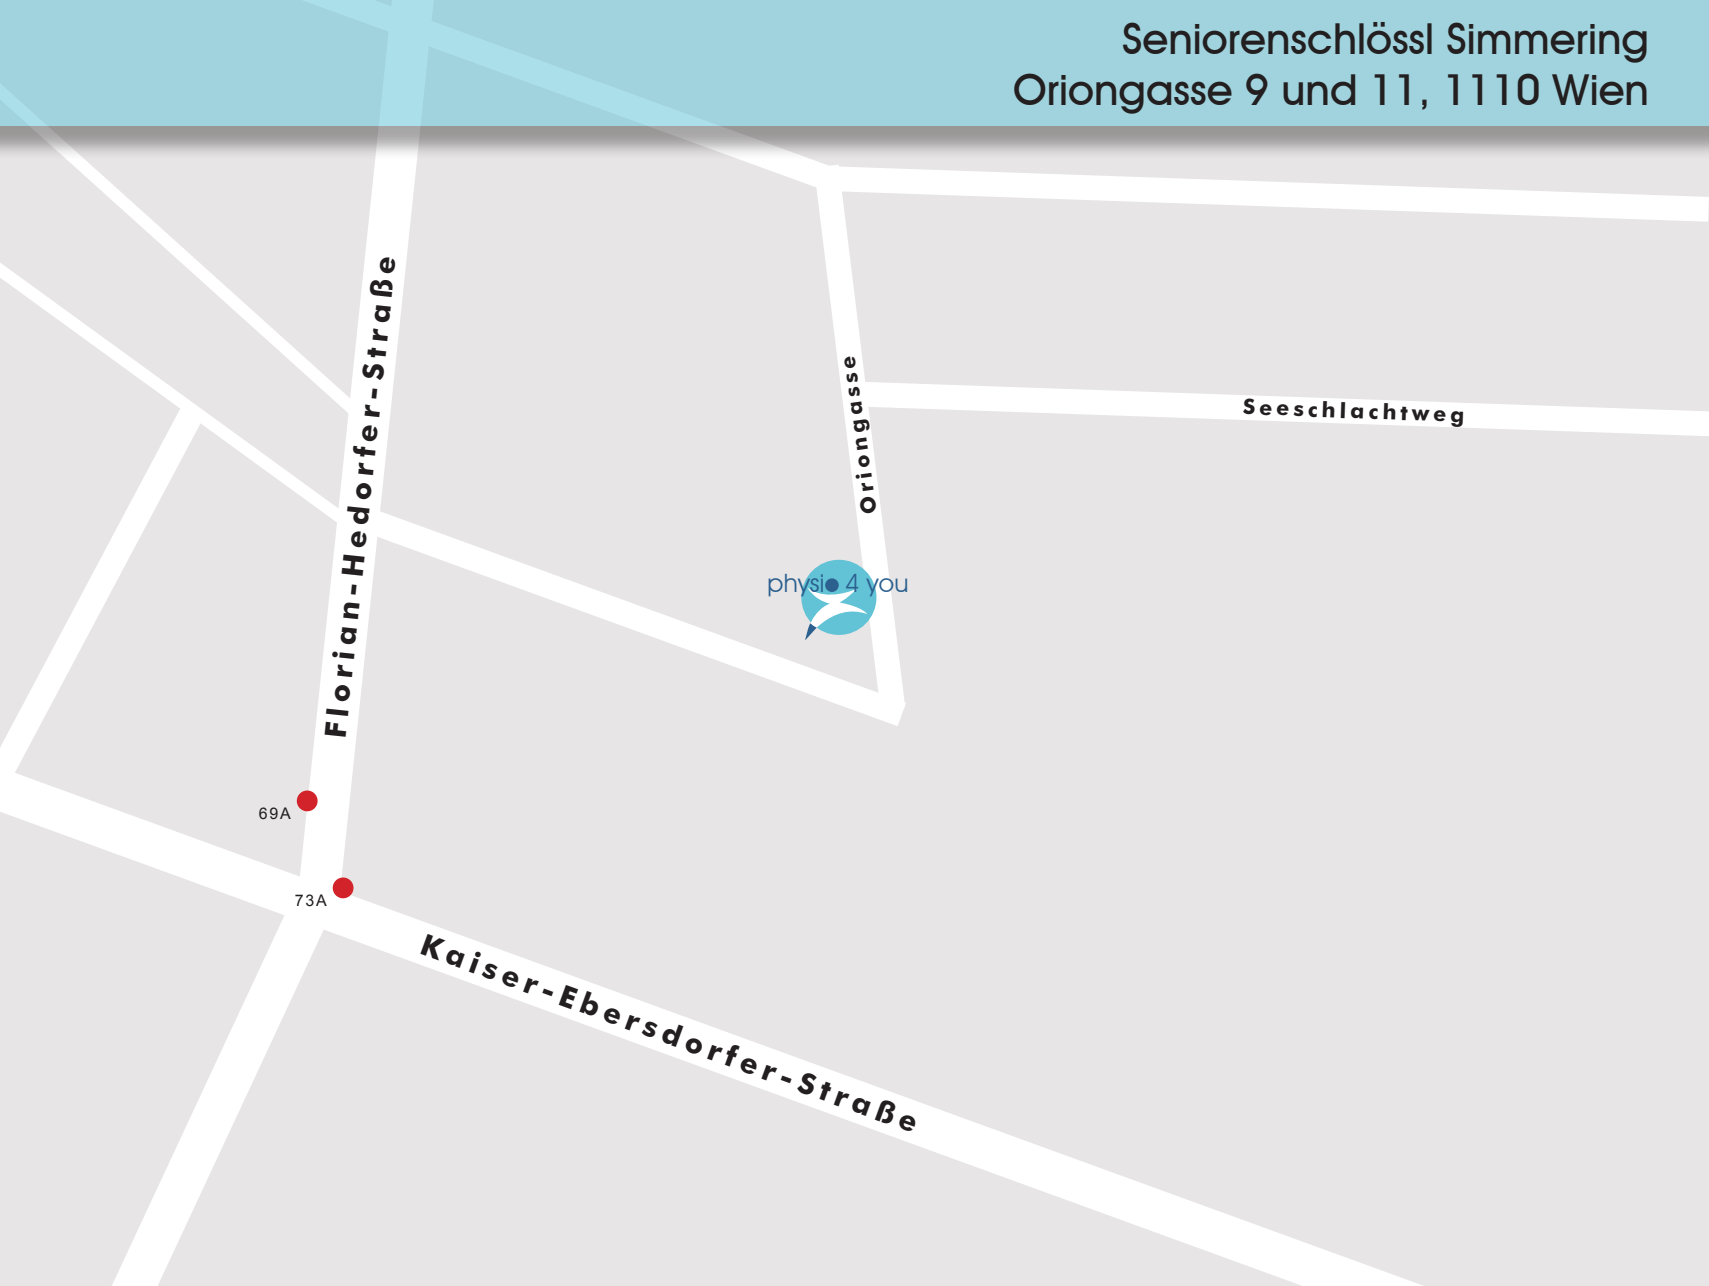 Seniorenschlössl Simmering
Oriongasse 9 und 11, 1110 Wien
Florian-Hedorfer-Straße
Oriongasse
Seeschlachtweg
physio 4 you
69A
73A
Kaiser-Ebersdorfer-Straße